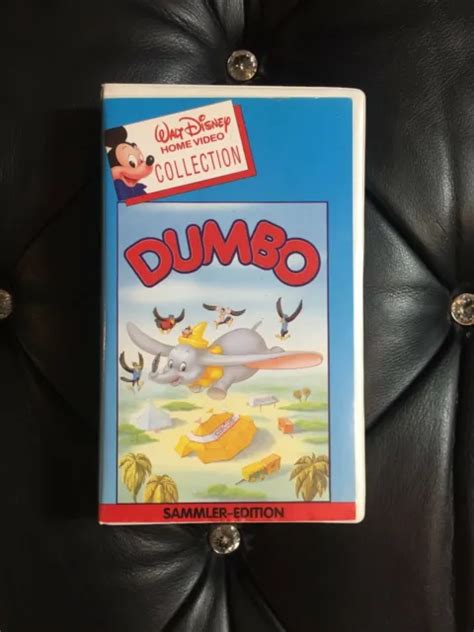 WALT DISNEY
HOME VIDEO
COLLECTION
DUMBO
SAMMLER-EDITION